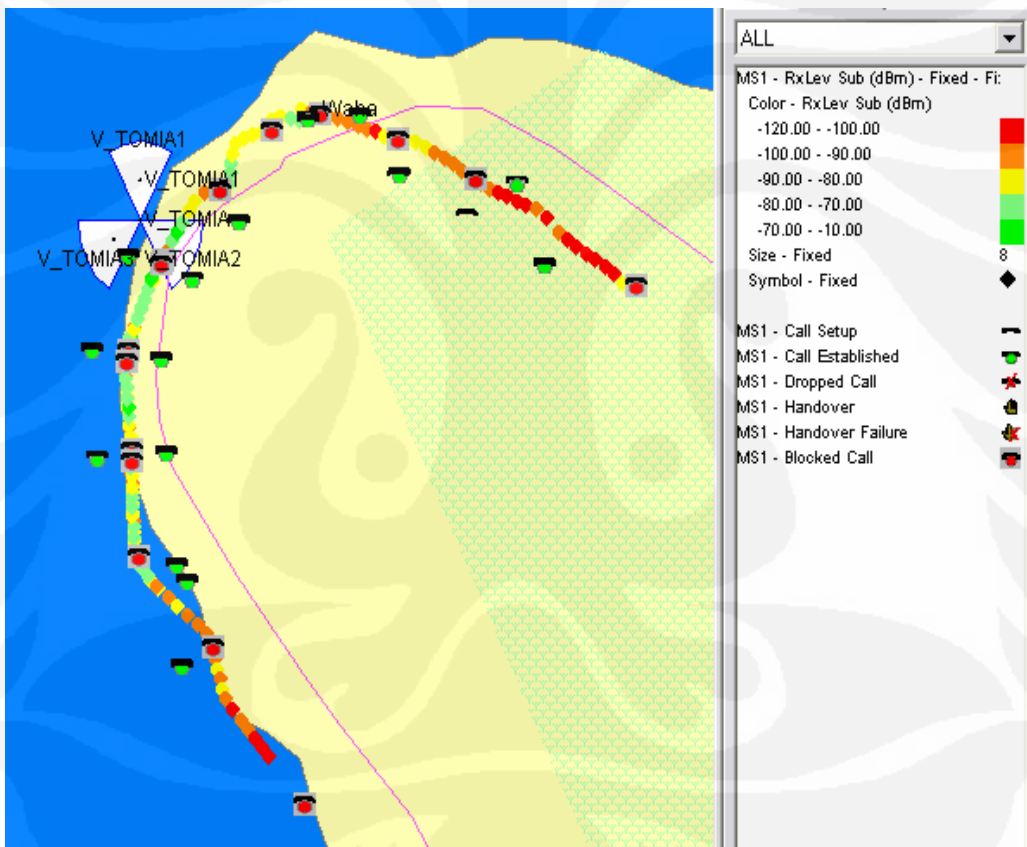 V_TOMIA1
Waha
V_TOMIA1
V_TOMIA
V_TOMIA3
V_TOMIA2
ALL
MS1 - RxLev Sub (dBm) - Fixed - Fi:
Color - RxLev Sub (dBm)
-120.00 - -100.00
-100.00 - -90.00
-90.00 - -80.00
-80.00 - -70.00
-70.00 - -10.00
Size - Fixed 8
Symbol - Fixed
MS1 - Call Setup
MS1 - Call Established
MS1 - Dropped Call
MS1 - Handover
MS1 - Handover Failure
MS1 - Blocked Call